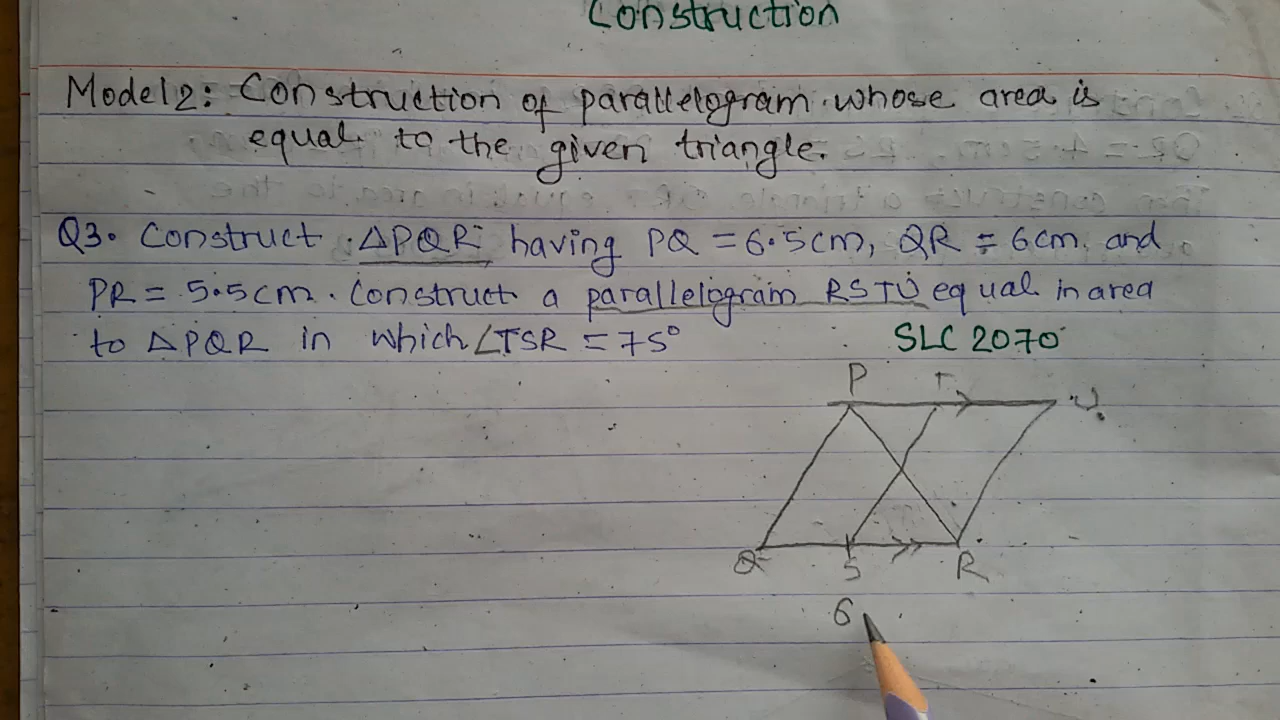 Construction
Model 2: Construction of parallelogram whose area is
equal to the given triangle.
Q3. Construct ΔPQR having PQ = 6.5cm, QR = 6cm and
PR = 5.5cm. Construct a parallelogram RSTU equal in area
to ΔPQR in which ∠TSR = 75°
SLC 2070
P T U
Q S R
6